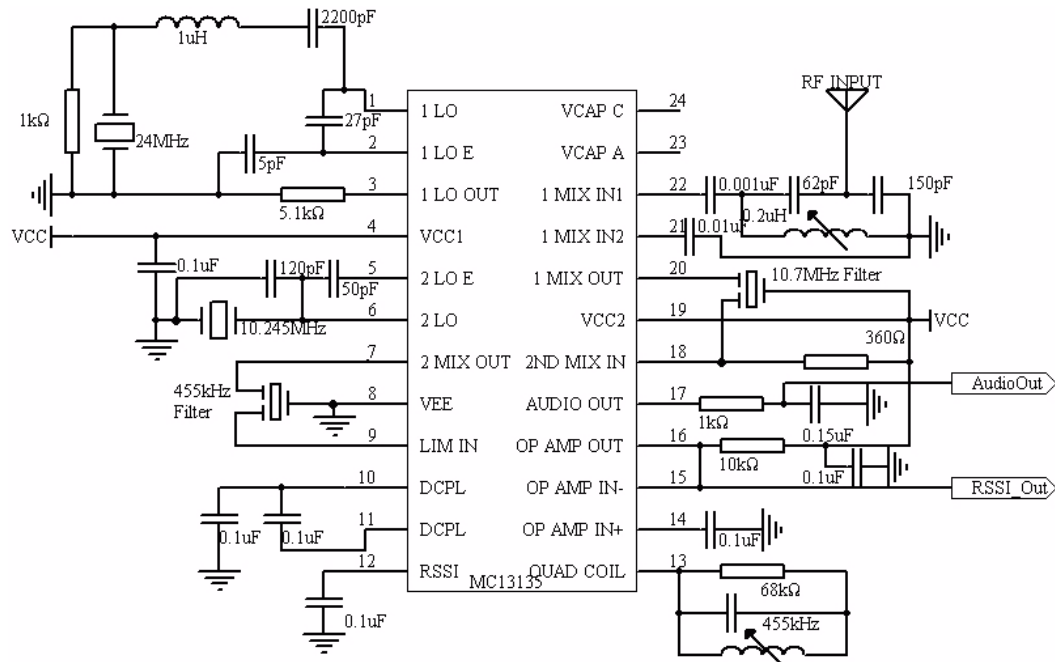 2200pF
1uH
1kΩ
24MHz
27pF
5pF
5.1kΩ
VCC
0.1uF
120pF
50pF
10.245MHz
455kHz
Filter
0.1uF
0.1uF
0.1uF
1
2
3
4
5
6
7
8
9
10
11
12
1 LO
1 LO E
1 LO OUT
VCC1
2 LO E
2 LO
2 MIX OUT
VEE
LIM IN
DCPL
DCPL
RSSI
MC13135
VCAP C
VCAP A
1 MIX IN1
1 MIX IN2
1 MIX OUT
VCC2
2ND MIX IN
AUDIO OUT
OP AMP OUT
OP AMP IN-
OP AMP IN+
QUAD COIL
24
23
22
21
20
19
18
17
16
15
14
13
RF INPUT
0.001uF
62pF
150pF
0.2uH
0.01uF
10.7MHz Filter
VCC
360Ω
AudioOut
1kΩ
0.15uF
10kΩ
0.1uF
RSSI_Out
0.1uF
68kΩ
455kHz